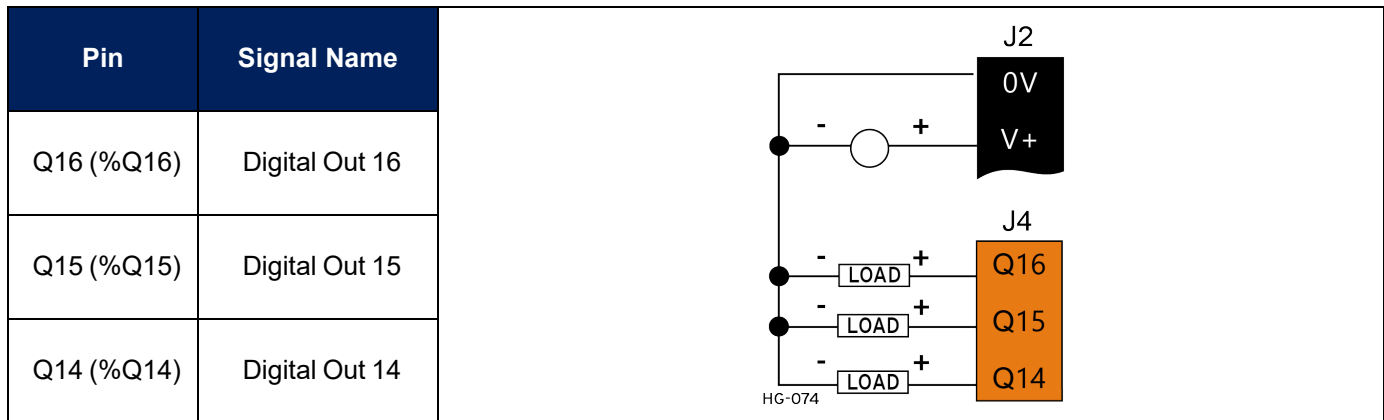 Pin Signal Name
Q16 (%Q16) Digital Out 16
Q15 (%Q15) Digital Out 15
Q14 (%Q14) Digital Out 14
J2
0V
- + V+
J4
- LOAD + Q16
- LOAD + Q15
- LOAD + Q14
HG-074